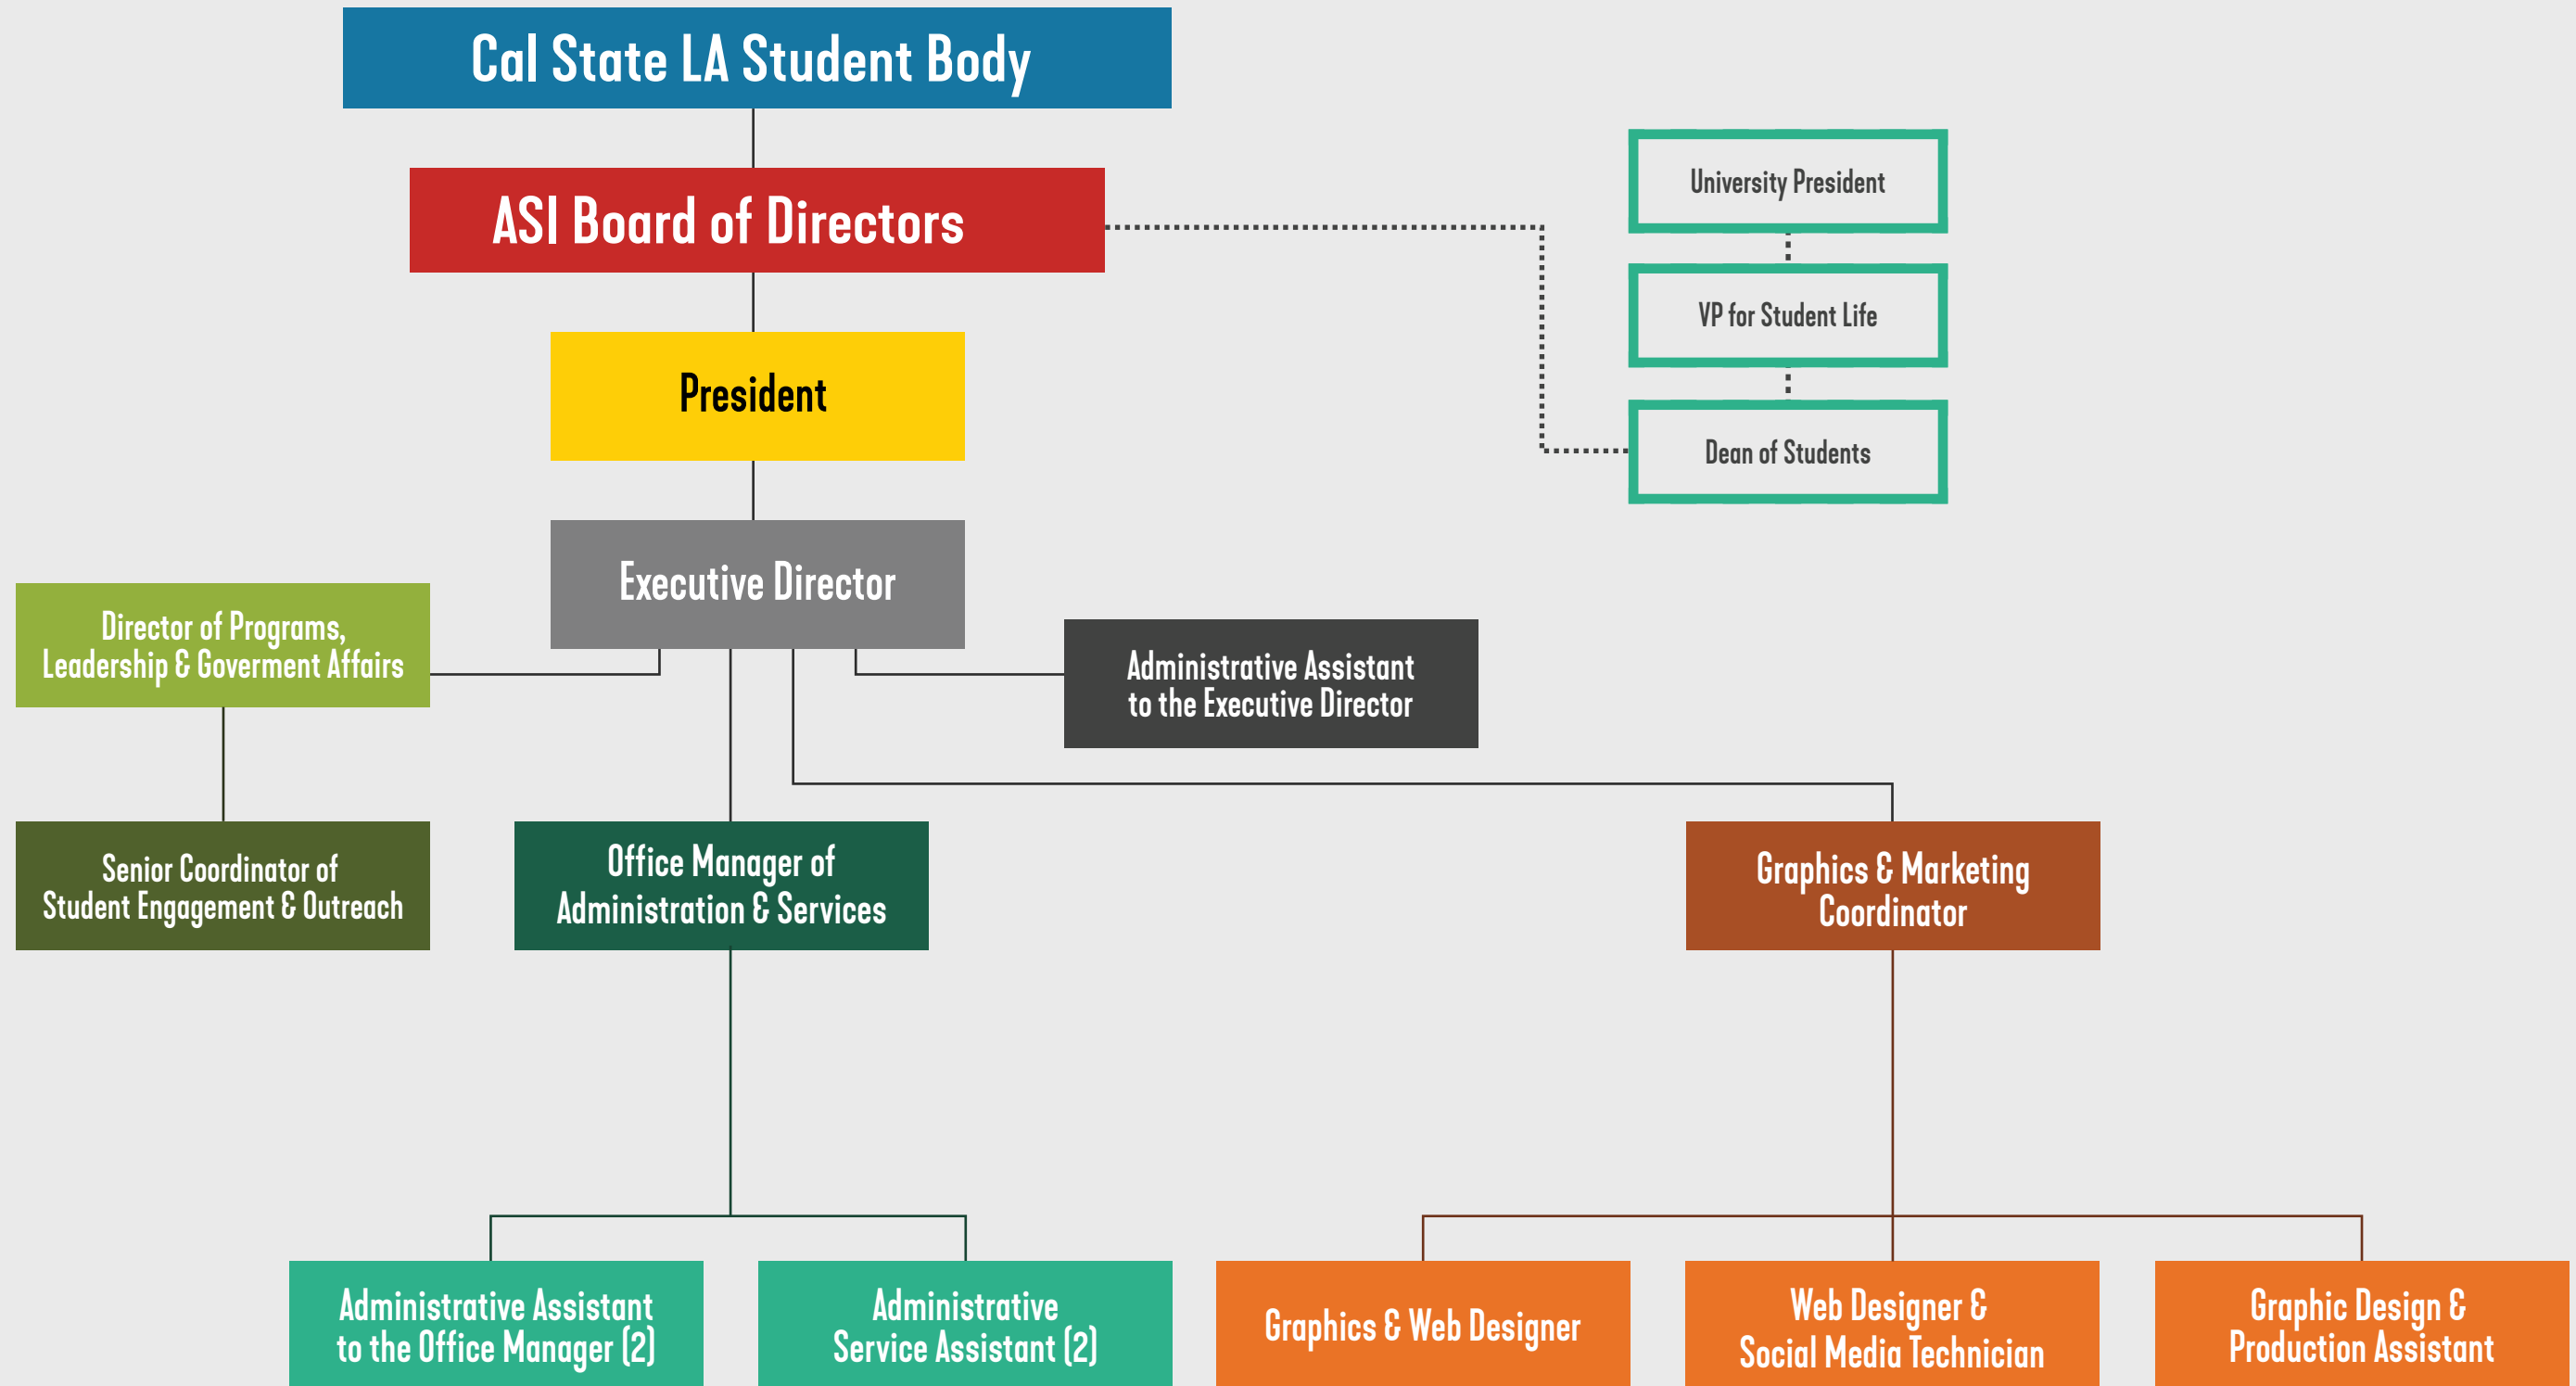 Cal State LA Student Body
ASI Board of Directors
University President
VP for Student Life
President
Dean of Students
Executive Director
Director of Programs,
Leadership & Goverment Affairs
Administrative Assistant
to the Executive Director
Senior Coordinator of
Student Engagement & Outreach
Office Manager of
Administration & Services
Graphics & Marketing
Coordinator
Administrative Assistant
to the Office Manager (2)
Administrative
Service Assistant (2)
Graphics & Web Designer
Web Designer &
Social Media Technician
Graphic Design &
Production Assistant